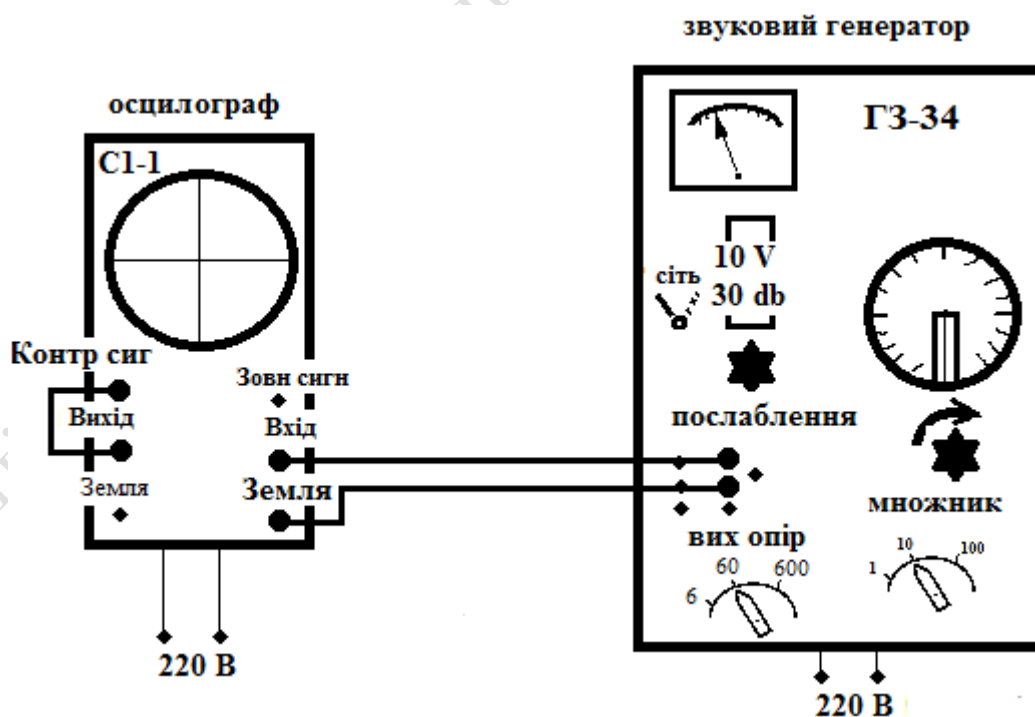 звуковий генератор
осцилограф
С1-1
ГЗ-34
10 V
сіть
30 db
Контр сиг
Зовн сигн
Вихід
Вхід
послаблення
Земля
Земля
множник
вих опір
6
60
600
1
10
100
220 В
220 В